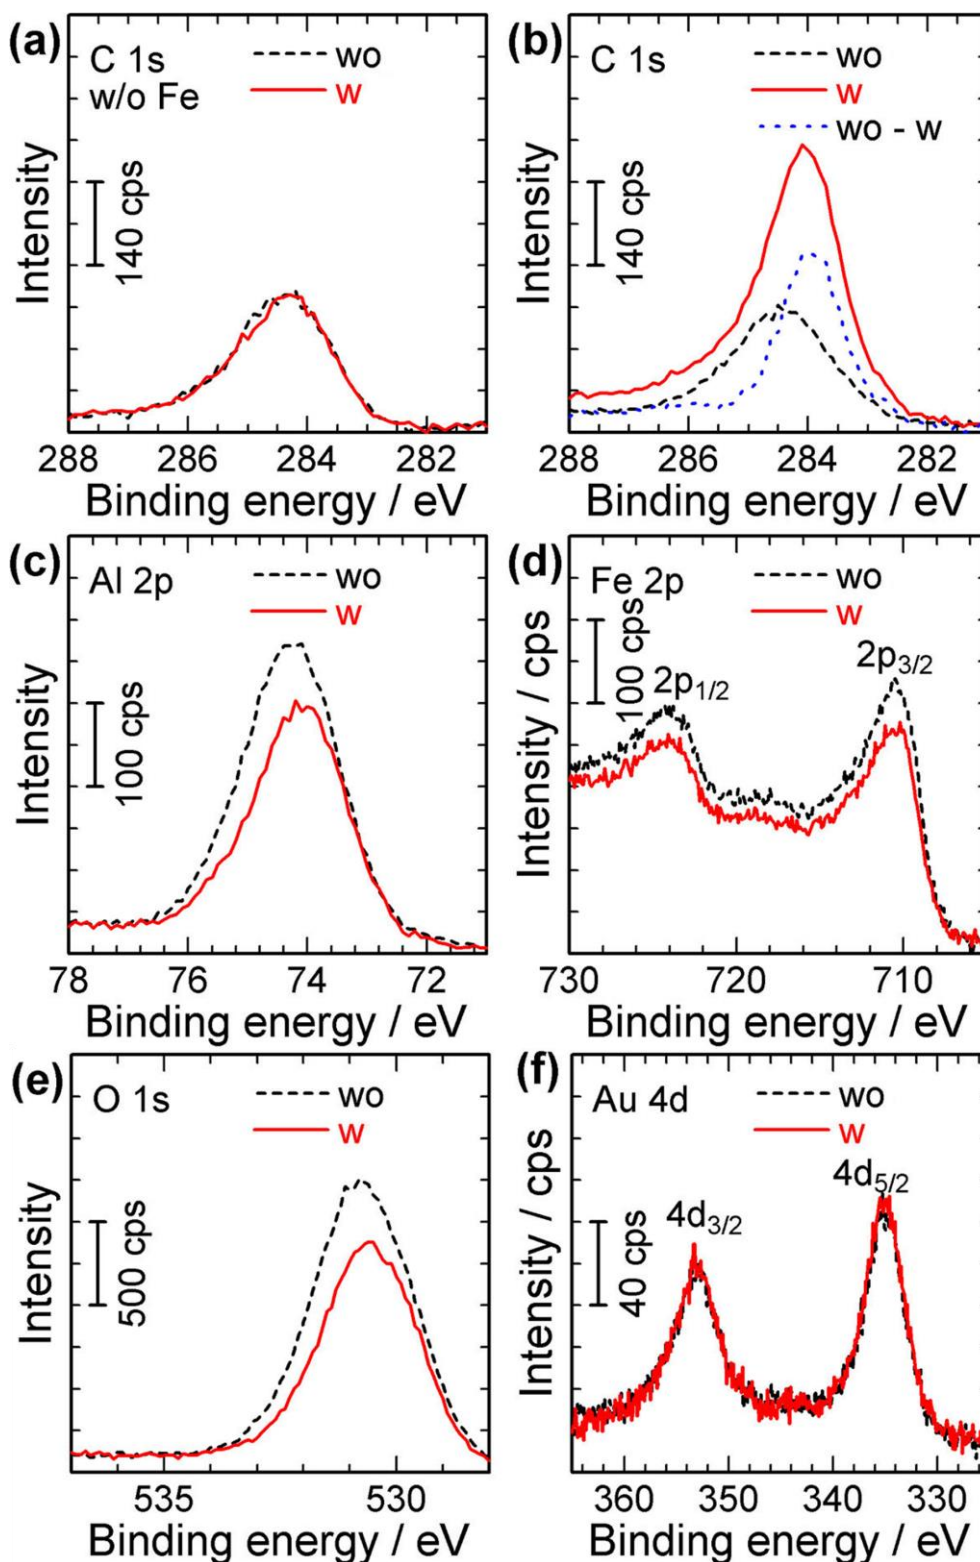 (a)
C 1s
w/o Fe
wo
w
Intensity
140 cps
288 286 284 282
Binding energy / eV
(b)
C 1s
wo
w
wo - w
Intensity
140 cps
288 286 284 282
Binding energy / eV
(c)
Al 2p
wo
w
Intensity
100 cps
78 76 74 72
Binding energy / eV
(d)
Fe 2p
wo
w
Intensity / cps
100 cps
2p1/2
2p3/2
730 720 710
Binding energy / eV
(e)
O 1s
wo
w
Intensity
500 cps
535 530
Binding energy / eV
(f)
Au 4d
wo
w
Intensity / cps
40 cps
4d3/2
4d5/2
360 350 340 330
Binding energy / eV